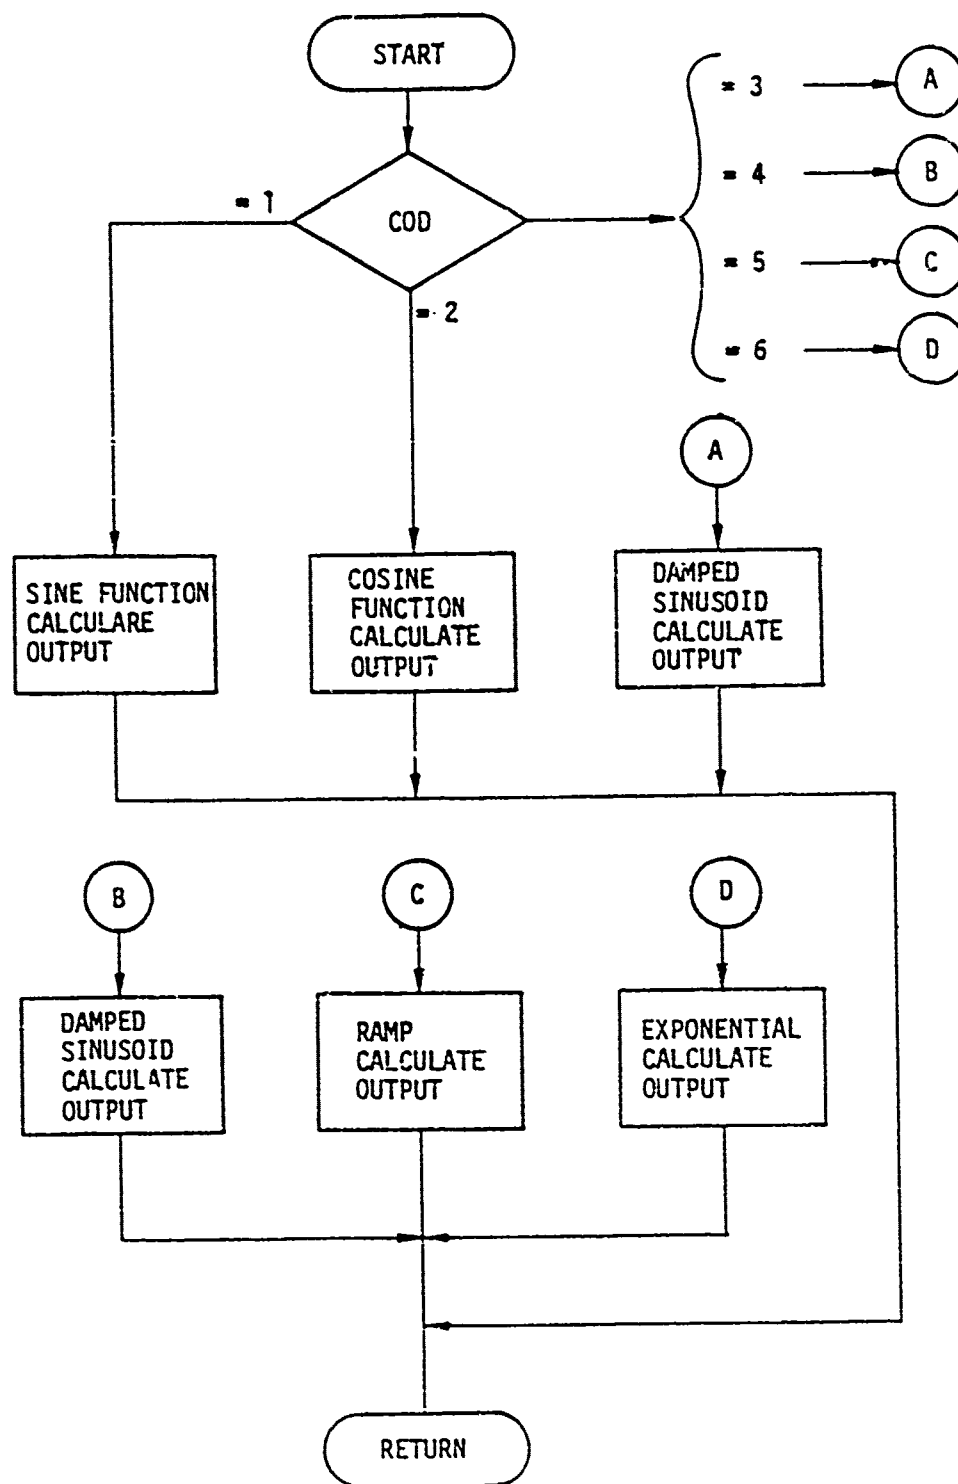 START
= 3
A
= 4
B
= 1
COD
= 5
C
= 2
= 6
D
A
SINE FUNCTION
CALCULARE
OUTPUT
COSINE
FUNCTION
CALCULATE
OUTPUT
DAMPED
SINUSOID
CALCULATE
OUTPUT
B
C
D
DAMPED
SINUSOID
CALCULATE
OUTPUT
RAMP
CALCULATE
OUTPUT
EXPONENTIAL
CALCULATE
OUTPUT
RETURN